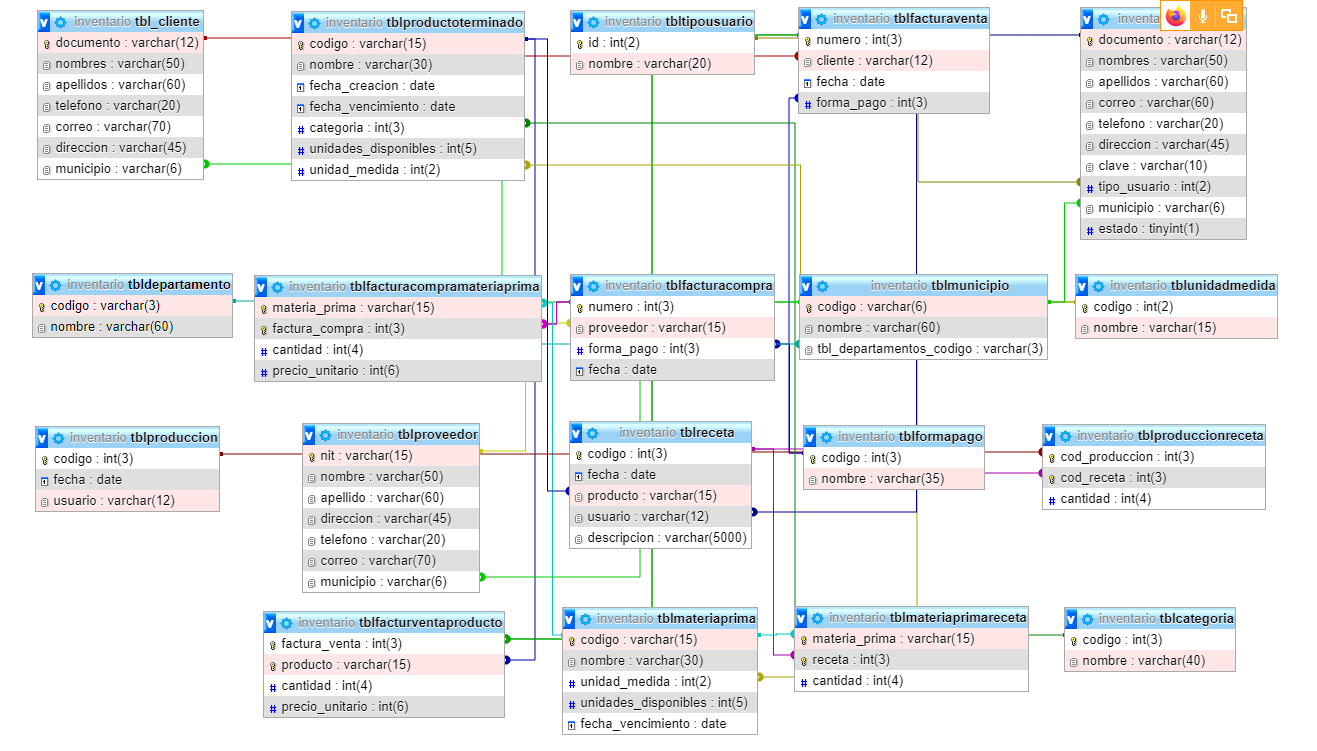 inventario tbl_cliente
documento : varchar(12)
nombres : varchar(50)
apellidos : varchar(60)
telefono : varchar(20)
correo : varchar(70)
direccion : varchar(45)
municipio : varchar(6)
inventario tblproductoterminado
codigo : varchar(15)
nombre : varchar(30)
fecha_creacion : date
fecha_vencimiento : date
categoria : int(3)
unidades_disponibles : int(5)
unidad_medida : int(2)
inventario tbltipousuario
id : int(2)
nombre : varchar(20)
inventario tblfacturaventa
numero : int(3)
cliente : varchar(12)
fecha : date
forma_pago : int(3)
documento : varchar(12)
nombres : varchar(50)
apellidos : varchar(60)
correo : varchar(60)
telefono : varchar(20)
direccion : varchar(45)
clave : varchar(10)
tipo_usuario : int(2)
municipio : varchar(6)
estado : tinyint(1)
inventario tbldepartamento
codigo : varchar(3)
nombre : varchar(60)
inventario tblfacturacompramateriaprima
materia_prima : varchar(15)
factura_compra : int(3)
cantidad : int(4)
precio_unitario : int(6)
inventario tblfacturacompra
numero : int(3)
proveedor : varchar(15)
forma_pago : int(3)
fecha : date
inventario tblmunicipio
codigo : varchar(6)
nombre : varchar(60)
tbl_departamentos_codigo : varchar(3)
inventario tblunidadmedida
codigo : int(2)
nombre : varchar(15)
inventario tblproduccion
codigo : int(3)
fecha : date
usuario : varchar(12)
inventario tblproveedor
nit : varchar(15)
nombre : varchar(50)
apellido : varchar(60)
direccion : varchar(45)
telefono : varchar(20)
correo : varchar(70)
municipio : varchar(6)
inventario tblreceta
codigo : int(3)
fecha : date
producto : varchar(15)
usuario : varchar(12)
descripcion : varchar(5000)
inventario tblformapago
codigo : int(3)
nombre : varchar(35)
inventario tblproduccionreceta
cod_produccion : int(3)
cod_receta : int(3)
cantidad : int(4)
inventario tblfacturventaproducto
factura_venta : int(3)
producto : varchar(15)
cantidad : int(4)
precio_unitario : int(6)
inventario tblmateriaprima
codigo : varchar(15)
nombre : varchar(30)
unidad_medida : int(2)
unidades_disponibles : int(5)
fecha_vencimiento : date
inventario tblmateriaprimareceta
materia_prima : varchar(15)
receta : int(3)
cantidad : int(4)
inventario tblcategoria
codigo : int(3)
nombre : varchar(40)